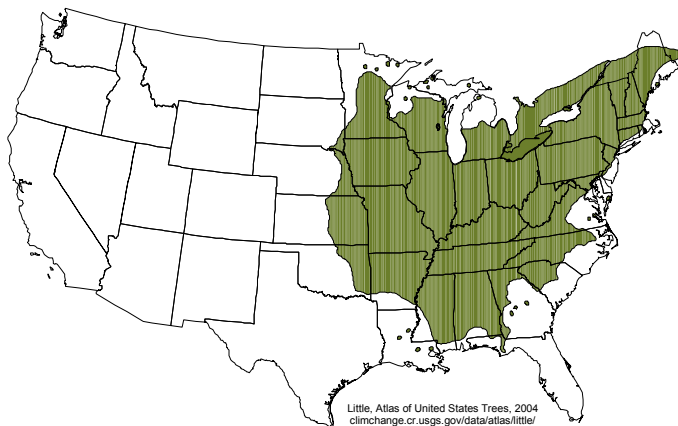 Little, Atlas of United States Trees, 2004
climchange.cr.usgs.gov/data/atlas/little/